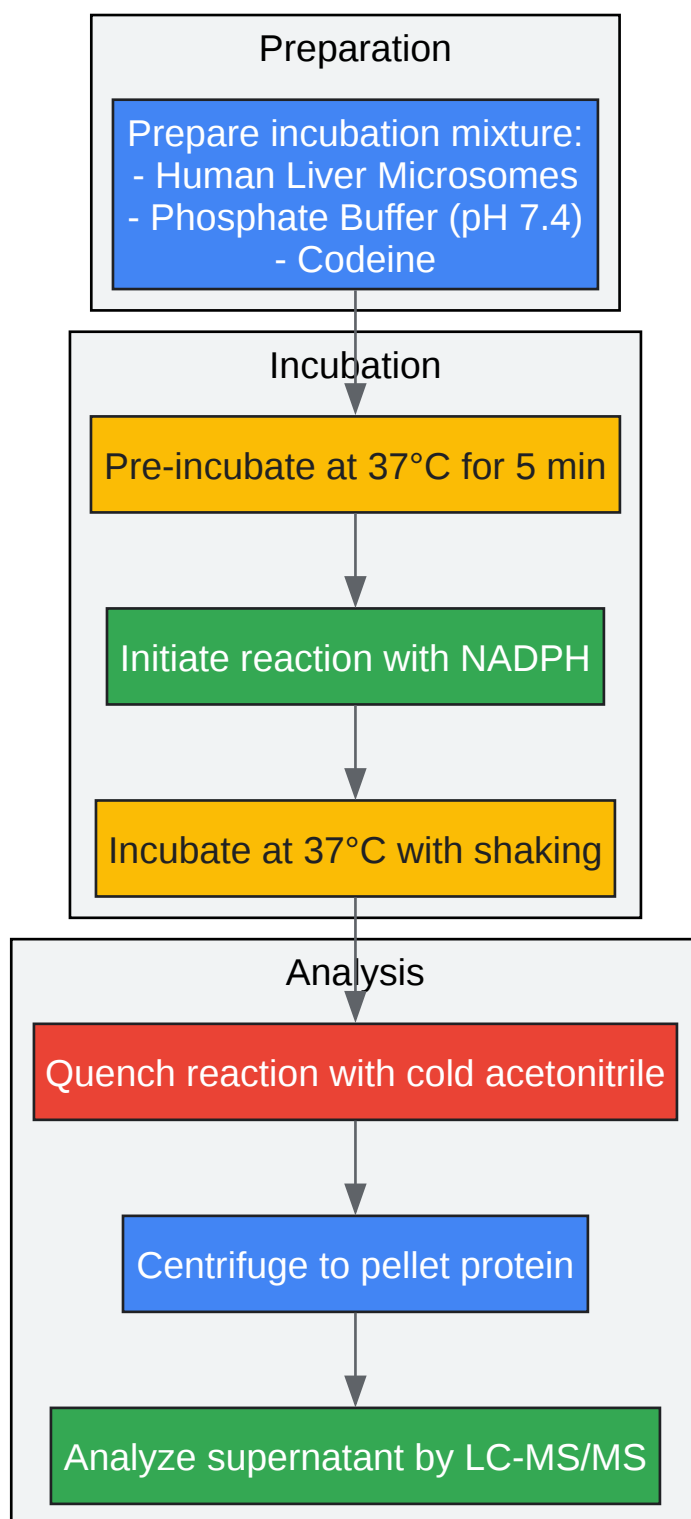 Preparation
Prepare incubation mixture:
- Human Liver Microsomes
- Phosphate Buffer (pH 7.4)
- Codeine
Incubation
Pre-incubate at 37°C for 5 min
Initiate reaction with NADPH
Incubate at 37°C with shaking
Analysis
Quench reaction with cold acetonitrile
Centrifuge to pellet protein
Analyze supernatant by LC-MS/MS